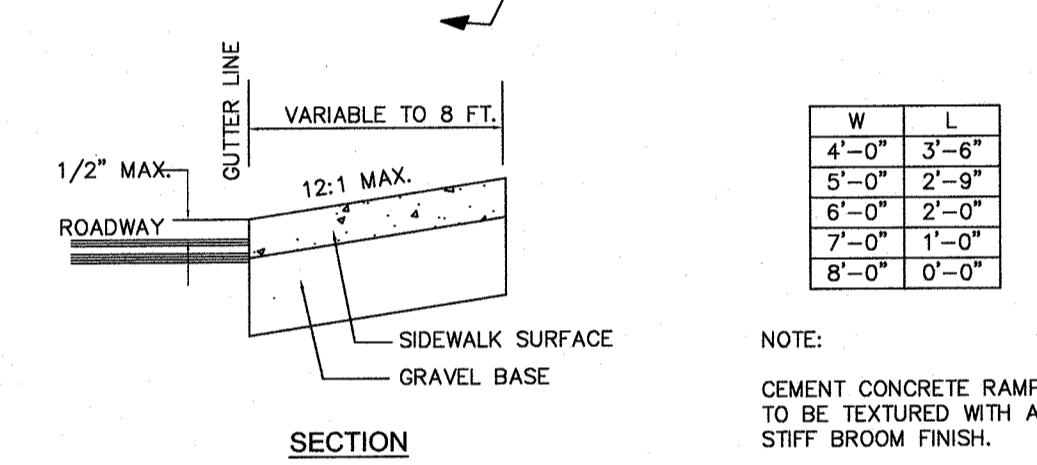 GUTTER LINE
VARIABLE TO 8 FT.
1/2" MAX.
12:1 MAX.
ROADWAY
SIDEWALK SURFACE
GRAVEL BASE
SECTION
W L
4'-0" 3'-6"
5'-0" 2'-9"
6'-0" 2'-0"
7'-0" 1'-0"
8'-0" 0'-0"
NOTE:
CEMENT CONCRETE RAMP
TO BE TEXTURED WITH A
STIFF BROOM FINISH.